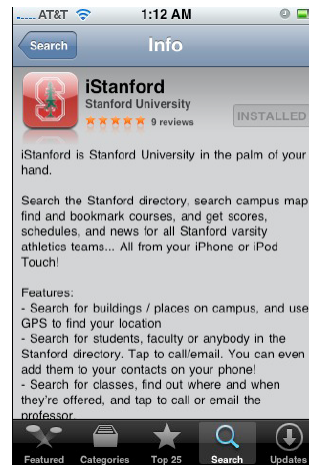 AT&T 1:12 AM
Search Info
iStanford
Stanford University
9 reviews
INSTALLED
iStanford is Stanford University in the palm of your
hand.
Search the Stanford directory, search campus map
find and bookmark courses, and get scores,
schedules, and news for all Stanford varsity
athletics teams... All from your iPhone or iPod
Touch!
Features:
- Search for buildings / places on campus, and use
GPS to find your location
- Search for students, faculty or anybody in the
Stanford directory. Tap to call/email. You can even
add them to your contacts on your phone!
- Search for classes, find out where and when
they're offered, and tap to call or email the
professor.
Featured Categories Top 25 Search Updates